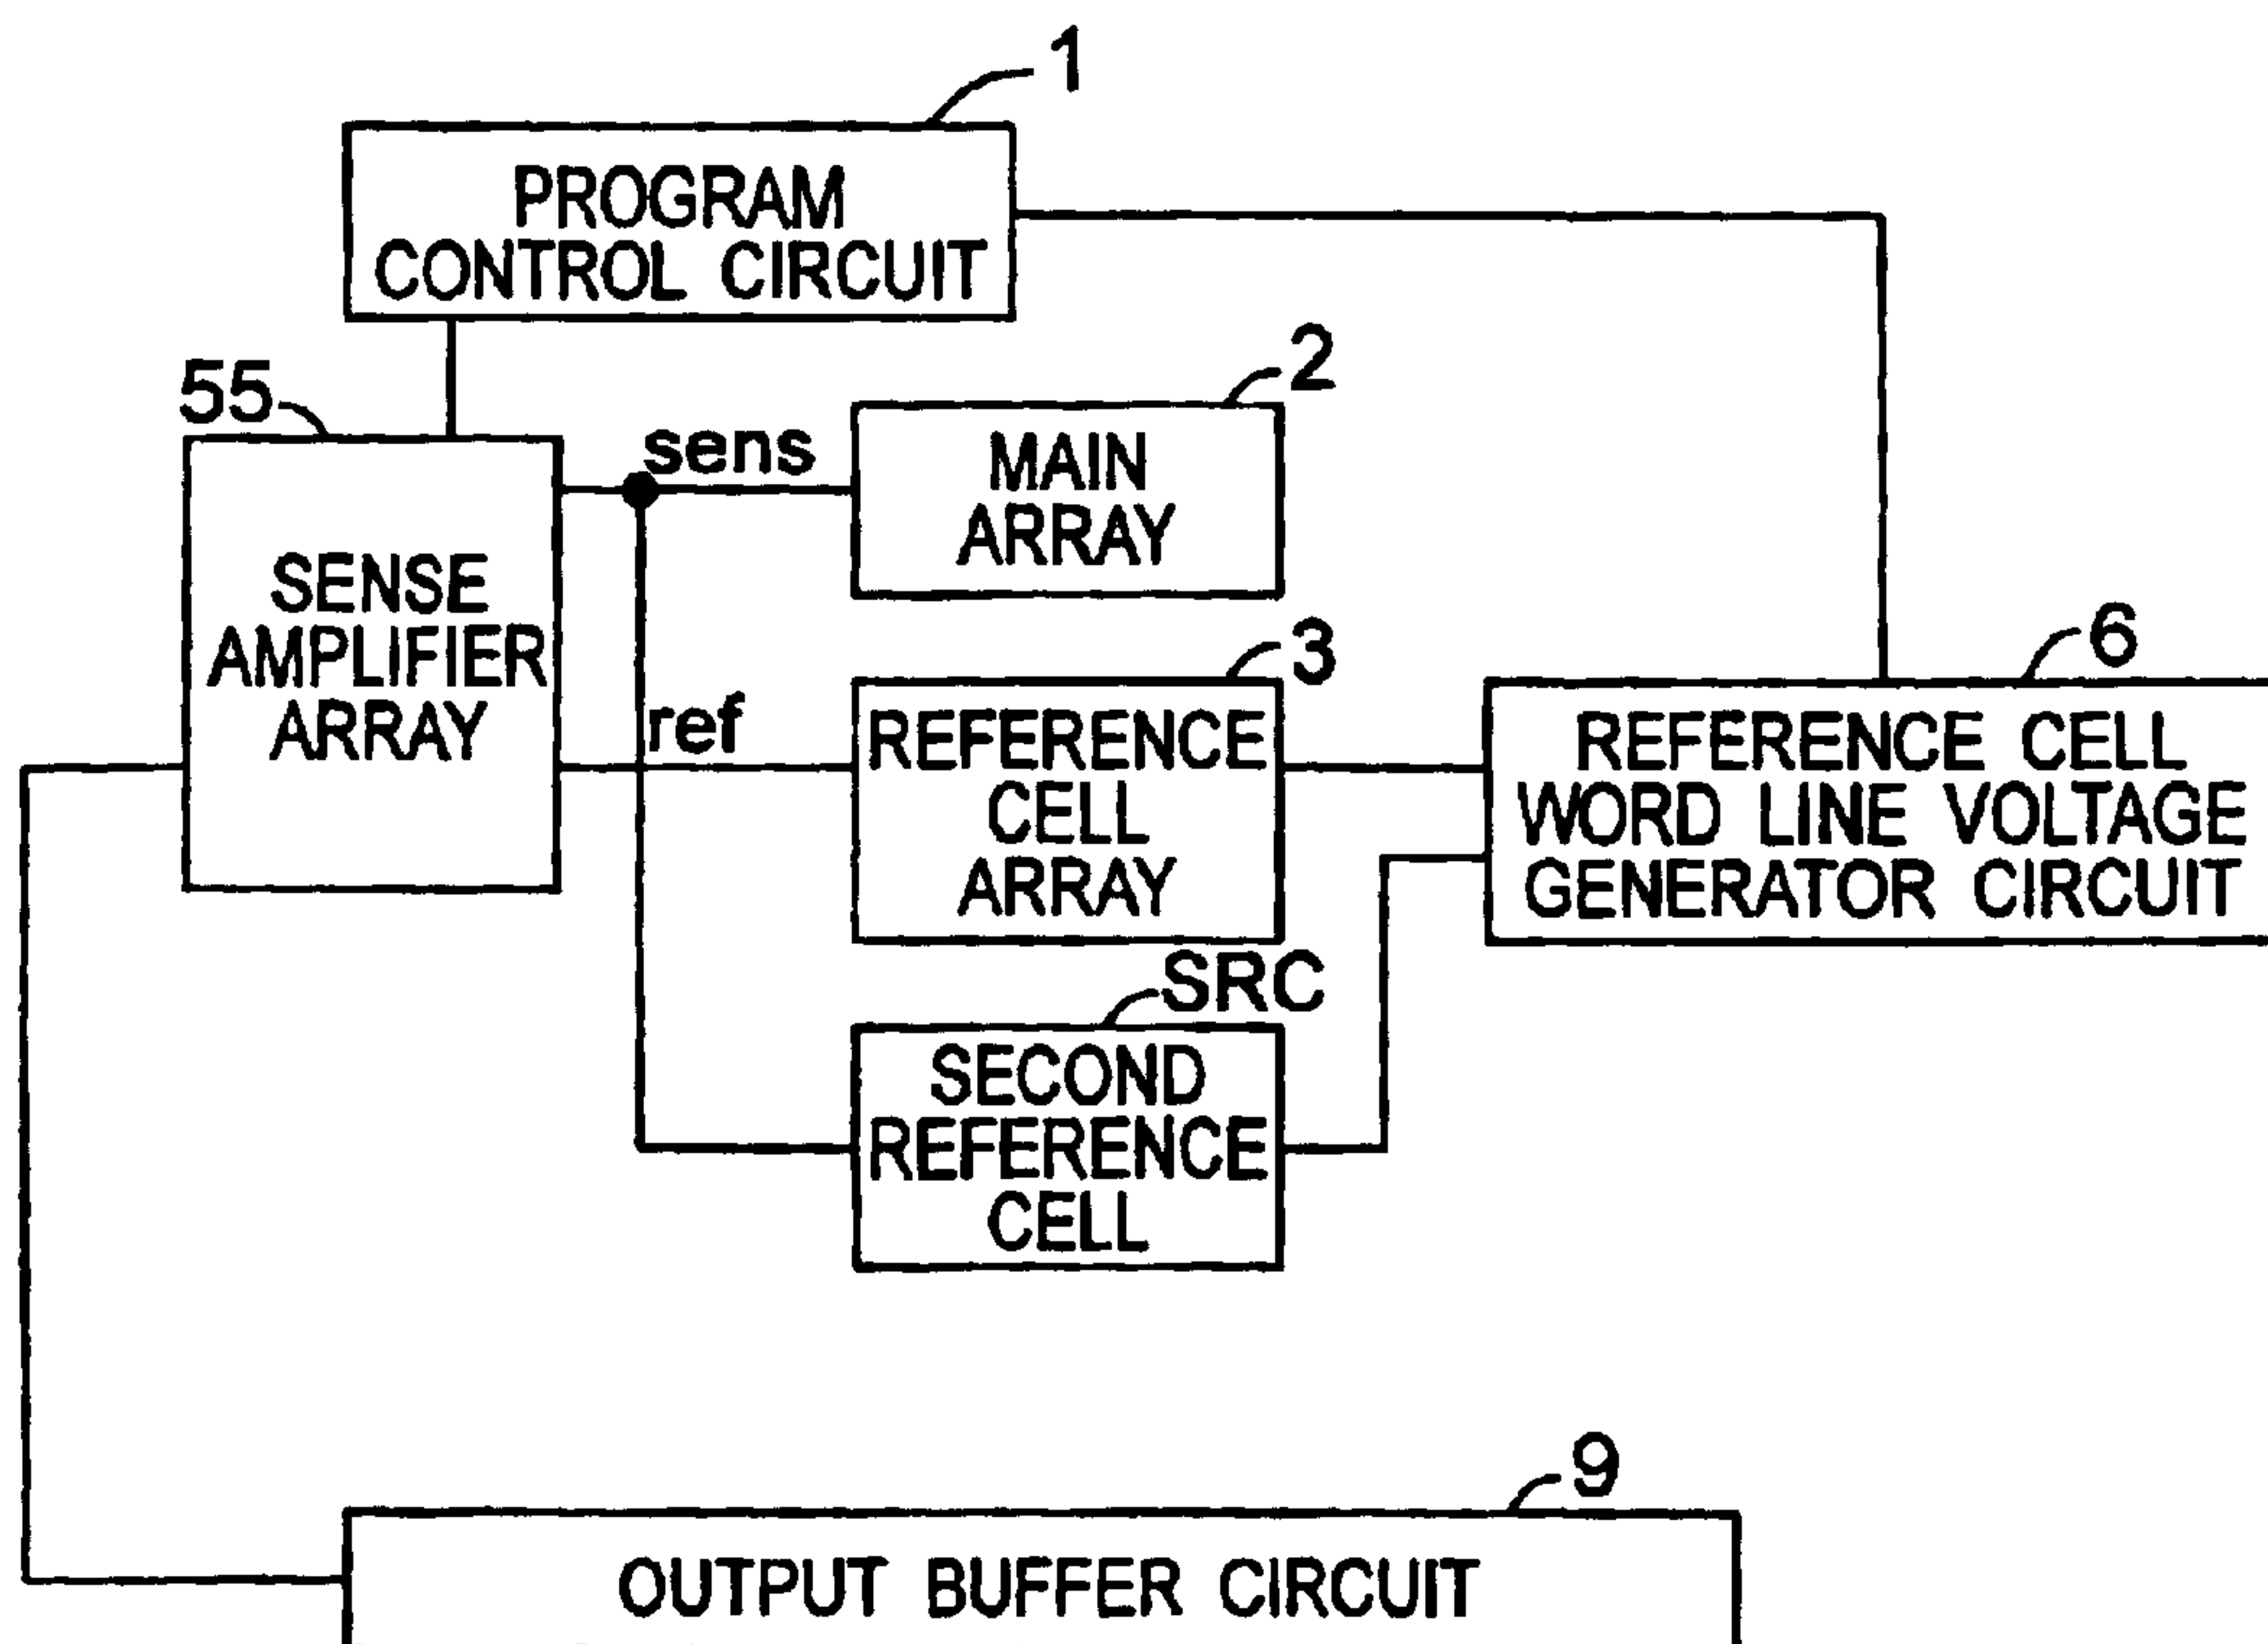 1
PROGRAM
CONTROL CIRCUIT
55
SENSE
AMPLIFIER
ARRAY
sens
ref
2
MAIN
ARRAY
3
REFERENCE
CELL
ARRAY
SRC
SECOND
REFERENCE
CELL
6
REFERENCE CELL
WORD LINE VOLTAGE
GENERATOR CIRCUIT
9
OUTPUT BUFFER CIRCUIT